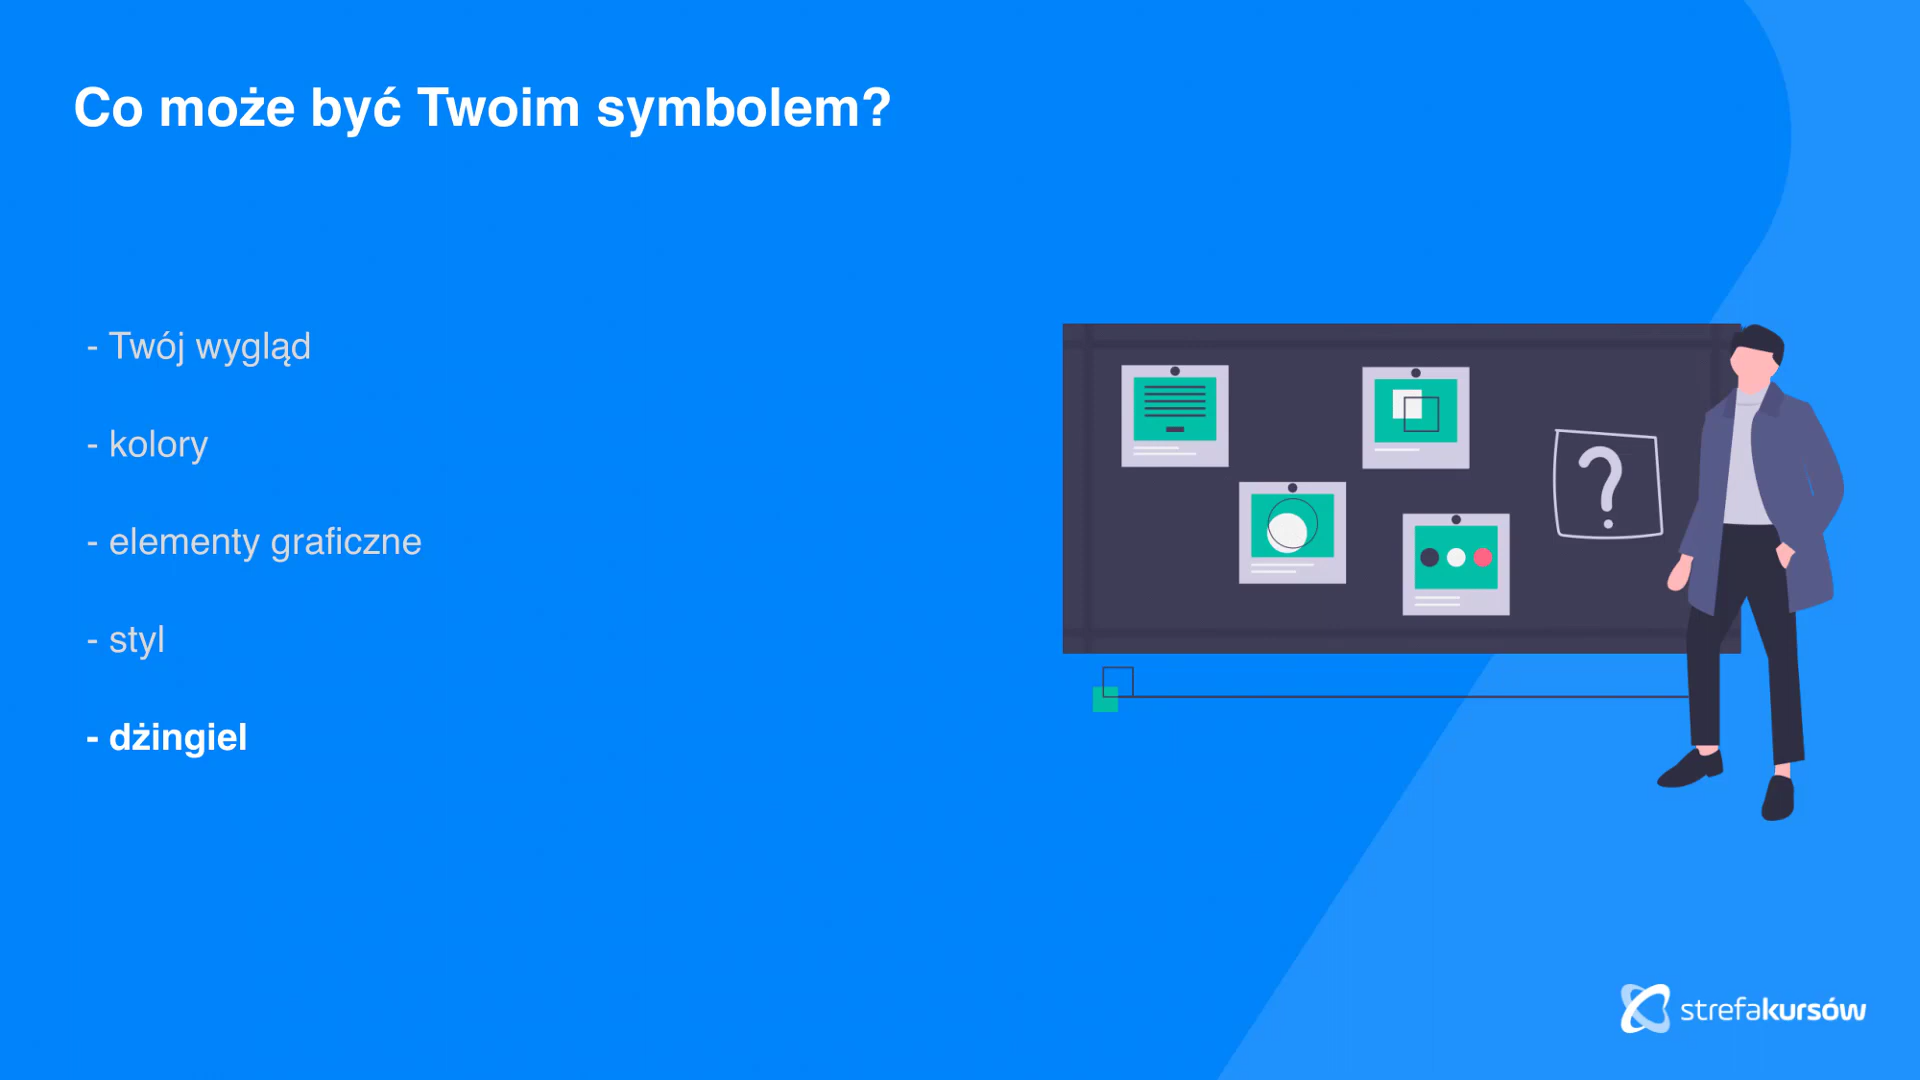 Co może być Twoim symbolem?
- Twój wygląd
- kolory
- elementy graficzne
- styl
- dżingiel
?
strefakursów